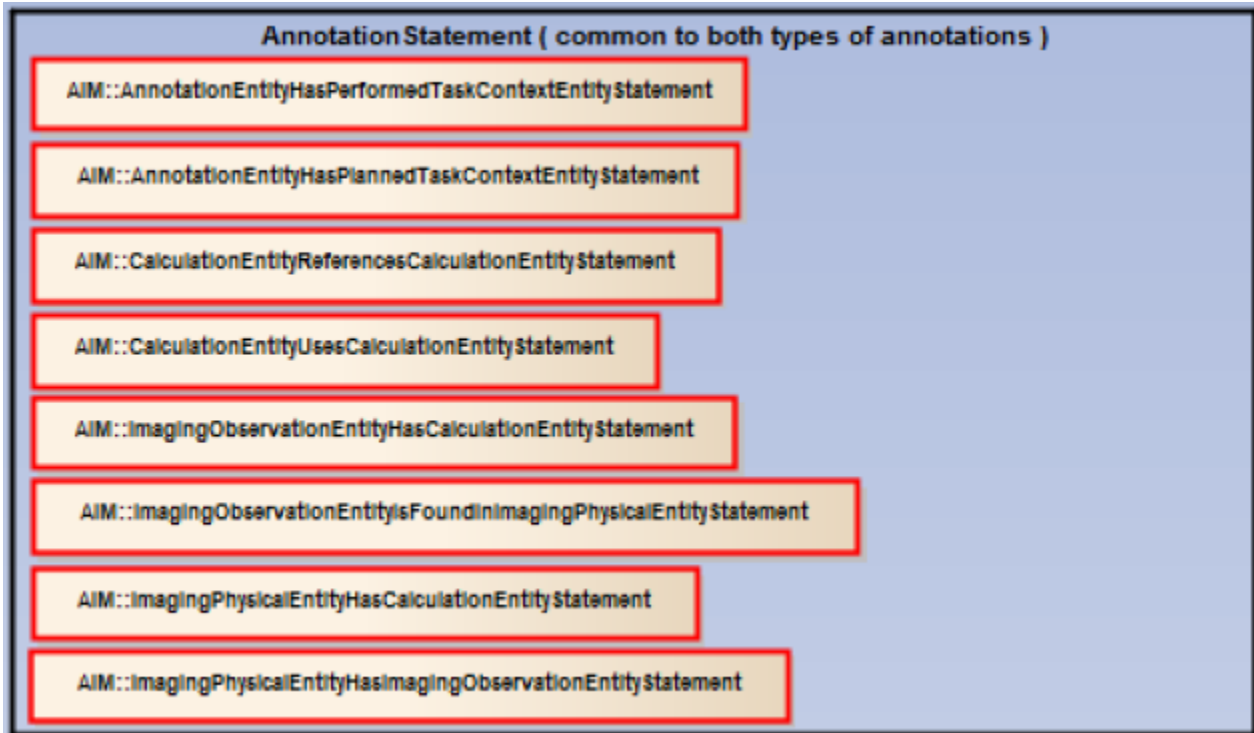 AnnotationStatement ( common to both types of annotations )
AIM::AnnotationEntityHasPerformedTaskContextEntityStatement
AIM::AnnotationEntityHasPlannedTaskContextEntityStatement
AIM::CalculationEntityReferencesCalculationEntityStatement
AIM::CalculationEntityUsesCalculationEntityStatement
AIM::ImagingObservationEntityHasCalculationEntityStatement
AIM::ImagingObservationEntityIsFoundInImagingPhysicalEntityStatement
AIM::ImagingPhysicalEntityHasCalculationEntityStatement
AIM::ImagingPhysicalEntityHasImagingObservationEntityStatement